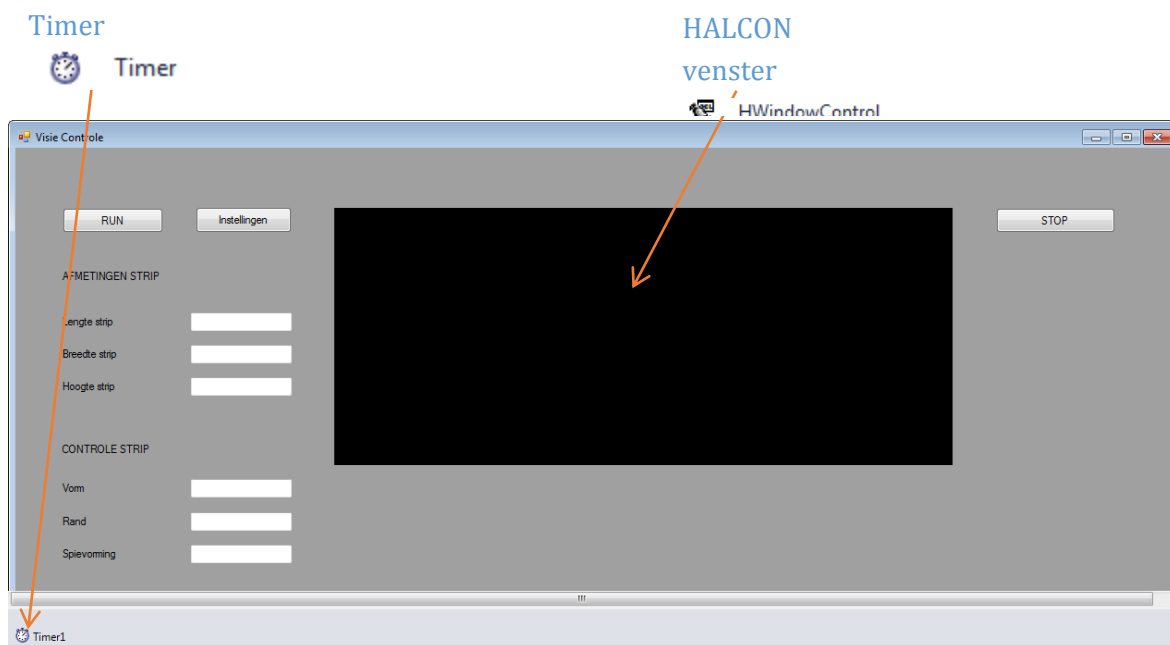 Timer
HALCON
venster
Timer
HWindowControl
Visie Controle
RUN
Instellingen
STOP
AFMETINGEN STRIP
Lengte strip
Breedte strip
Hoogte strip
CONTROLE STRIP
Vorm
Rand
Spievorming
Timer1